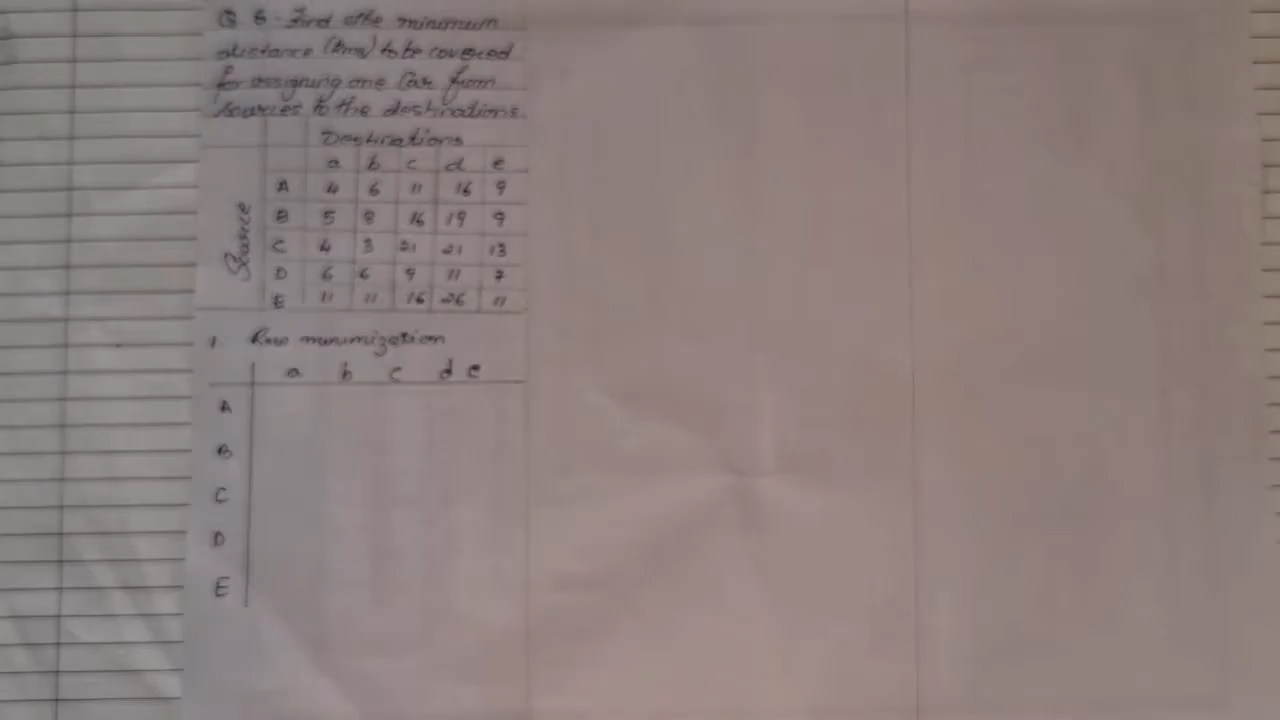 Q 6. Find the minimum
distance (kms) to be covered
for assigning one Car from
sources to the destinations.
Destinations
a b c d e
Source
A 4 6 11 16 9
B 5 8 16 19 9
C 4 3 21 21 13
D 6 6 9 11 7
E 11 11 16 26 11
1. Row minimization
a b c d e
A
B
C
D
E